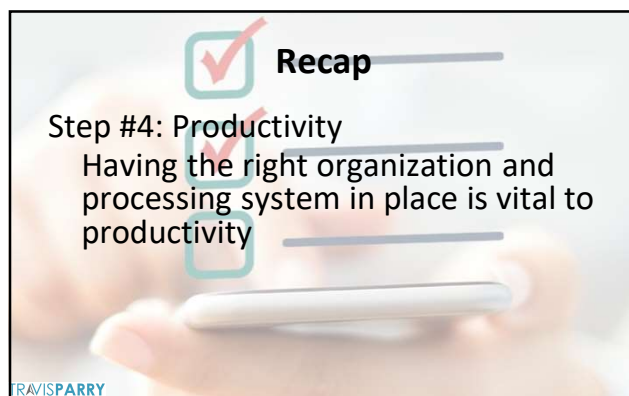 Recap
Step #4: Productivity
Having the right organization and
processing system in place is vital to
productivity
TRAVISPARRY